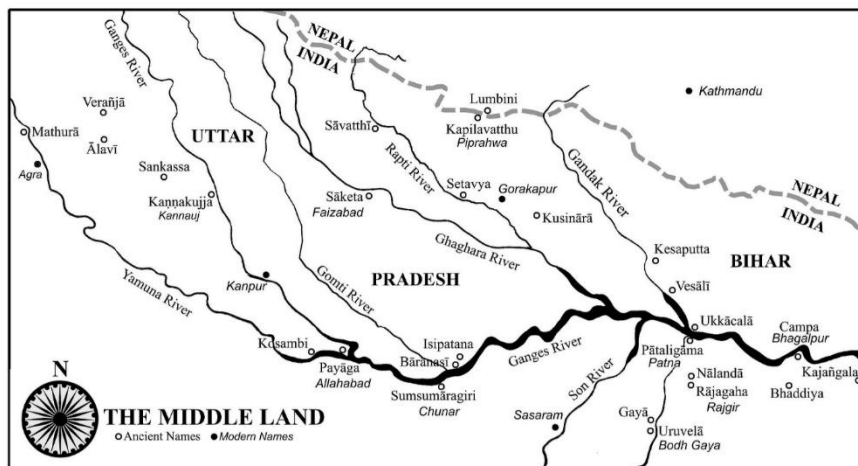 Ganges River
NEPAL
INDIA
Kathmandu
Lumbini
Kapilavatthu
Piprahwa
Verañjā
Mathurā
Ālavī
Agra
UTTAR
Sāvatthī
Rapti River
Gandak River
Sankassa
Kaṇṇakujja
Kannauj
Sāketa
Faizabad
Setavya
Gorakapur
Kusinārā
NEPAL
INDIA
Ghaghara River
Kesaputta
BIHAR
Vesālī
Yamuna River
Kanpur
Gomti River
PRADESH
Ukkācalā
Campa
Bhagalpur
Kosambi
Payāga
Allahabad
Isipatana
Bārāṇasī
Ganges River
Pātaligāma
Patna
Kajaṅgala
Sumsumāragiri
Chunar
Son River
Nālandā
Rājagaha
Rajgir
Bhaddiya
N
THE MIDDLE LAND
Ancient Names
Modern Names
Sasaram
Gayā
Uruvelā
Bodh Gaya